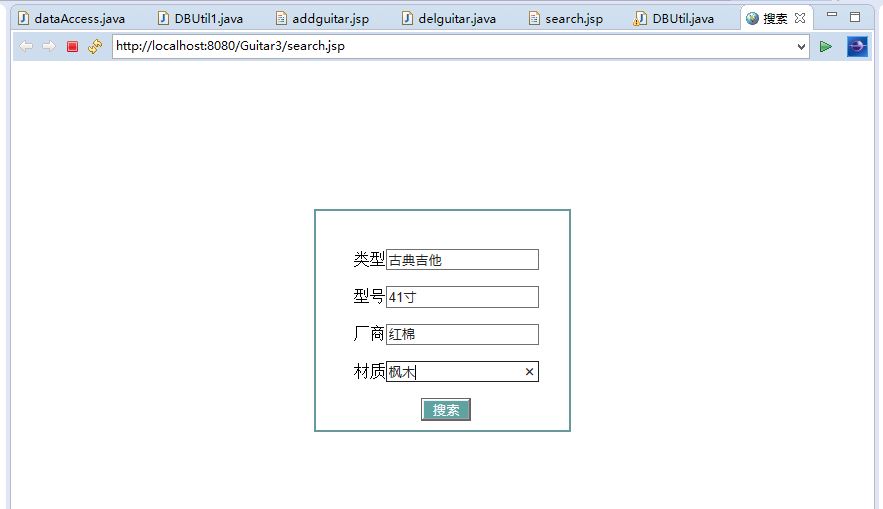 dataAccess.java DBUtil1.java addguitar.jsp delguitar.java search.jsp DBUtil.java 搜索
http://localhost:8080/Guitar3/search.jsp
类型 古典吉他
型号 41寸
厂商 红棉
材质 枫木
搜索